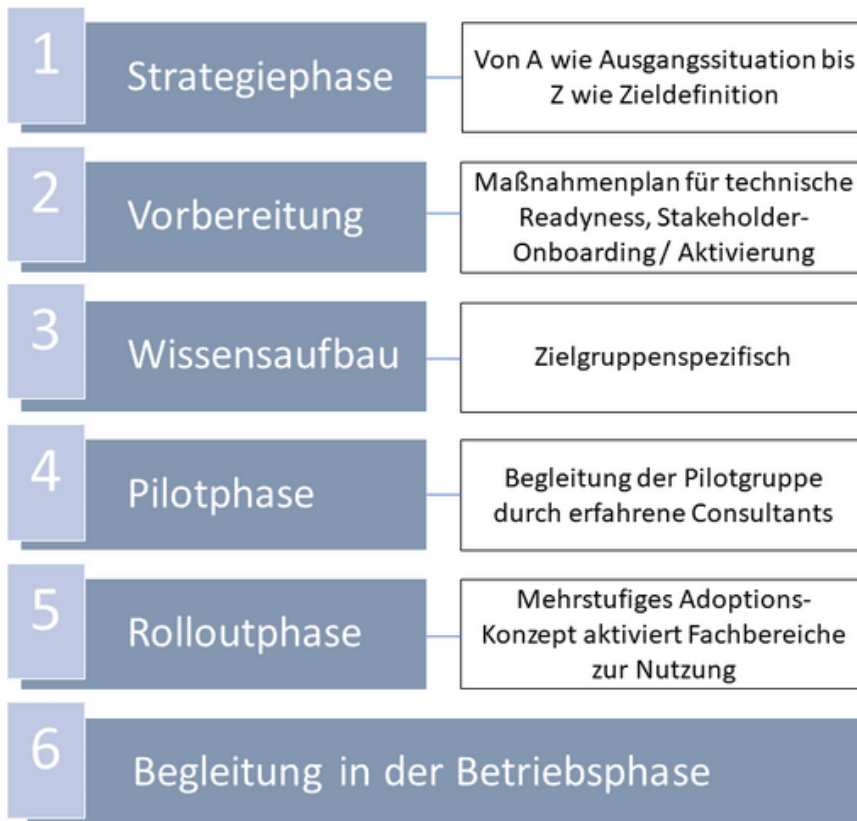 1
Strategiephase
Von A wie Ausgangssituation bis
Z wie Zieldefinition
2
Vorbereitung
Maßnahmenplan für technische
Readyness, Stakeholder-
Onboarding / Aktivierung
3
Wissensaufbau
Zielgruppenspezifisch
4
Pilotphase
Begleitung der Pilotgruppe
durch erfahrene Consultants
5
Rolloutphase
Mehrstufiges Adoptions-
Konzept aktiviert Fachbereiche
zur Nutzung
6
Begleitung in der Betriebsphase